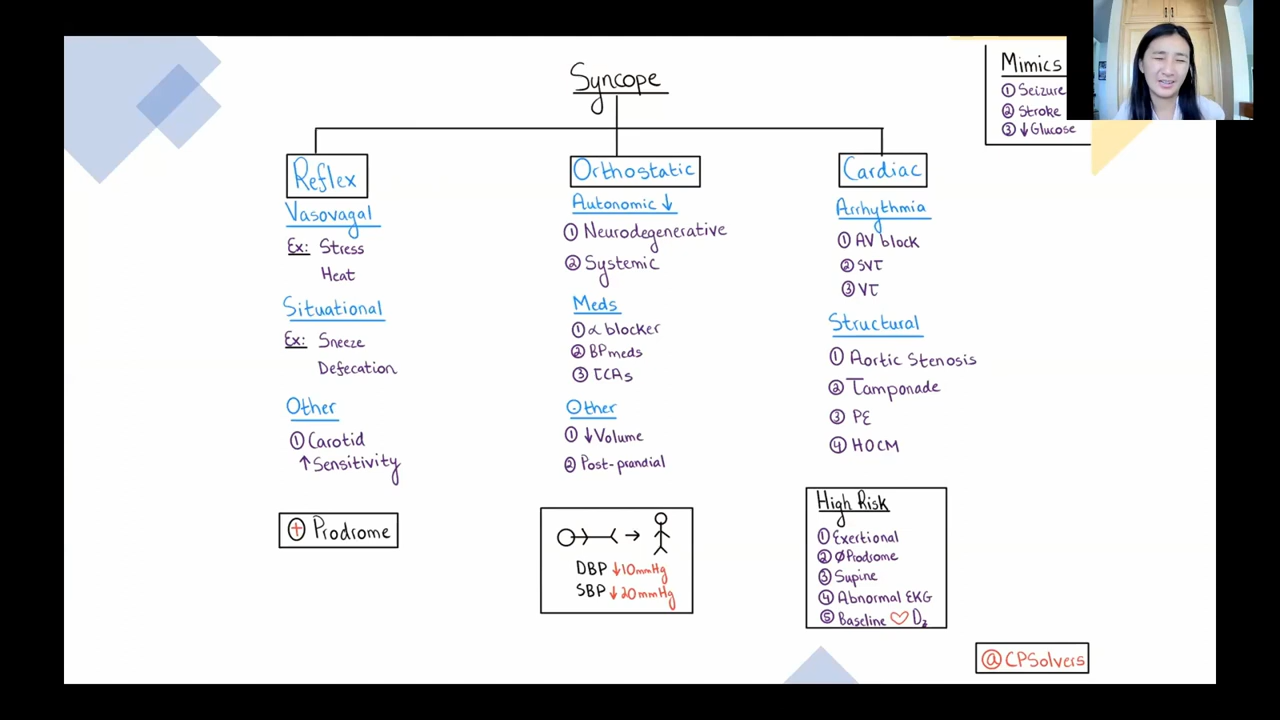 Syncope
Mimics
① Seizure
② Stroke
③ ↓ Glucose
Reflex
Vasovagal
Ex: Stress
Heat
Situational
Ex: Sneeze
Defecation
Other
① Carotid
↑ Sensitivity
⊕ Prodrome
Orthostatic
Autonomic ↓
① Neurodegenerative
② Systemic
Meds
① α blocker
② BP meds
③ TCAs
Other
① ↓ Volume
② Post-prandial
→
DBP ↓ 10mmHg
SBP ↓ 20mmHg
Cardiac
Arrhythmia
① AV block
② SVT
③ VT
Structural
① Aortic Stenosis
② Tamponade
③ PE
④ HOCM
High Risk
① Exertional
② ∅ Prodrome
③ Supine
④ Abnormal EKG
⑤ Baseline ♡ Dz
@CPSolvers